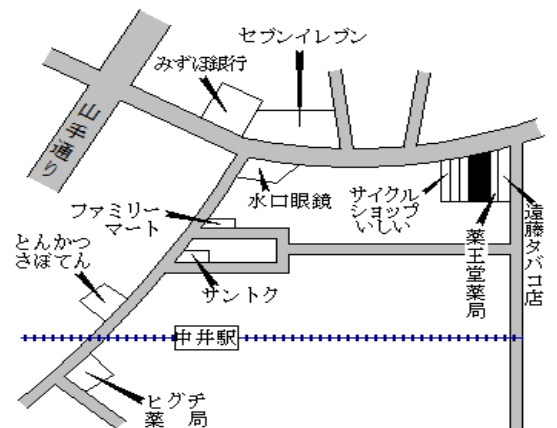 セブンイレブン
みずほ銀行
山手通り
水口眼鏡
サイクル
ショップ
いしい
薬王堂薬局
遠藤タバコ店
ファミリー
マート
とんかつ
さぼてん
サントク
中井駅
ヒグチ
薬局